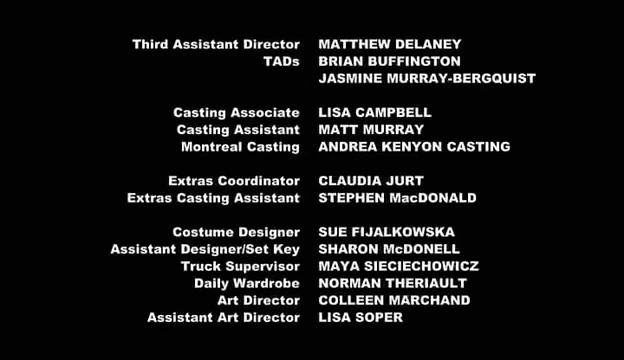 Third Assistant Director MATTHEW DELANEY
TADs BRIAN BUFFINGTON
JASMINE MURRAY-BERGQUIST
Casting Associate LISA CAMPBELL
Casting Assistant MATT MURRAY
Montreal Casting ANDREA KENYON CASTING
Extras Coordinator CLAUDIA JURT
Extras Casting Assistant STEPHEN MacDONALD
Costume Designer SUE FIJALKOWSKA
Assistant Designer/Set Key SHARON McDONELL
Truck Supervisor MAYA SIECIECHOWICZ
Daily Wardrobe NORMAN THERIAULT
Art Director COLLEEN MARCHAND
Assistant Art Director LISA SOPER